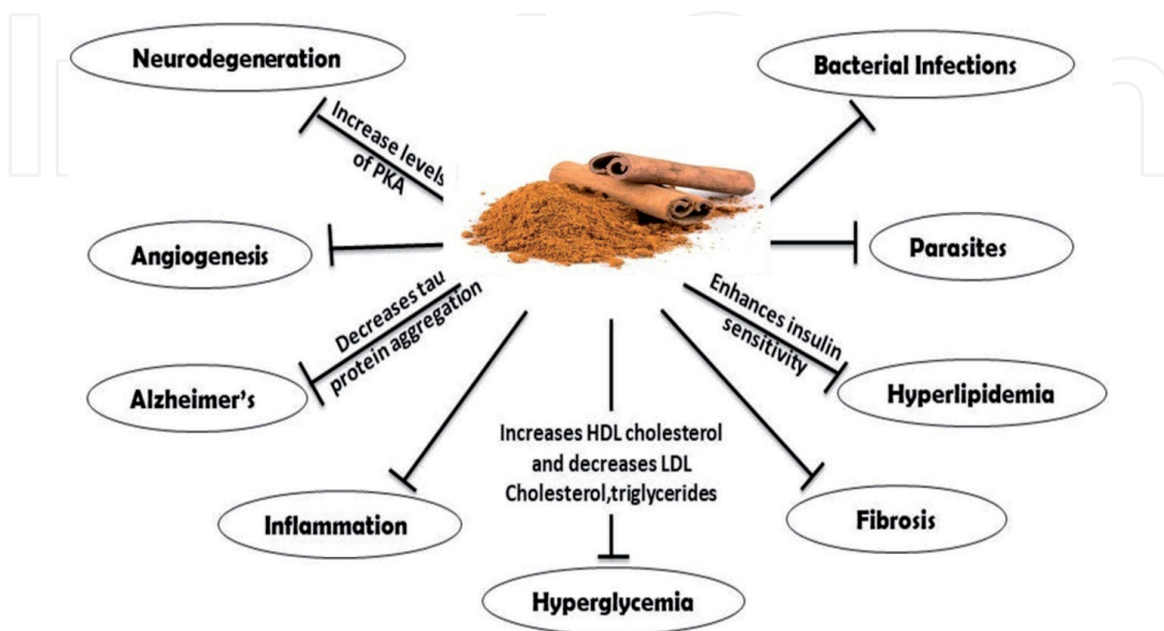 Neurodegeneration
Bacterial Infections
Increase levels
of PKA
Angiogenesis
Parasites
Decreases tau
protein aggregation
Enhances insulin
sensitivity
Alzheimer's
Hyperlipidemia
Increases HDL cholesterol
and decreases LDL
Cholesterol,triglycerides
Inflammation
Fibrosis
Hyperglycemia